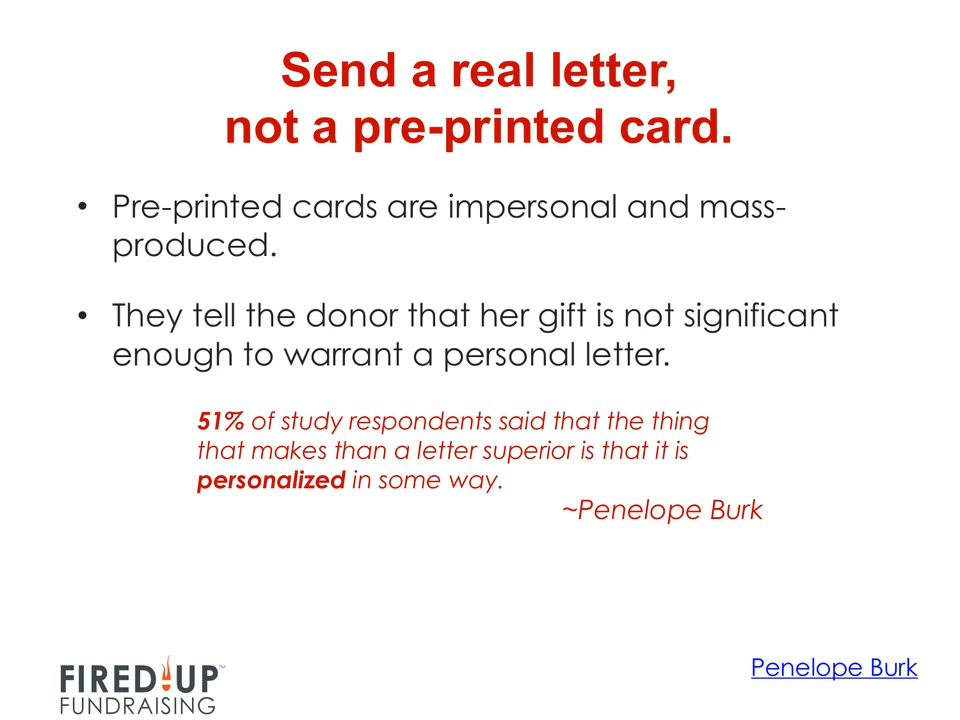 Send a real letter,
not a pre-printed card.
• Pre-printed cards are impersonal and mass-
produced.
• They tell the donor that her gift is not significant
enough to warrant a personal letter.
51% of study respondents said that the thing
that makes than a letter superior is that it is
personalized in some way.
~Penelope Burk
FIRED UP™
FUNDRAISING
Penelope Burk